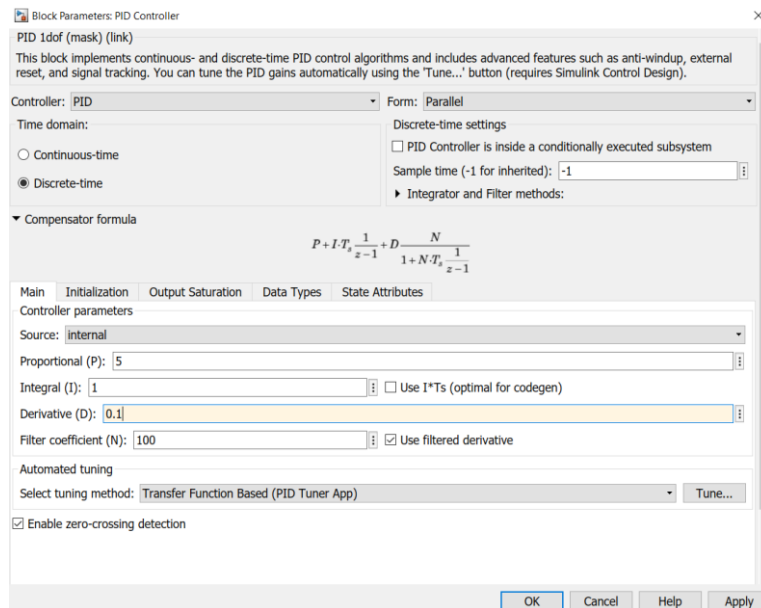 Block Parameters: PID Controller
PID 1dof (mask) (link)
This block implements continuous- and discrete-time PID control algorithms and includes advanced features such as anti-windup, external
reset, and signal tracking. You can tune the PID gains automatically using the 'Tune...' button (requires Simulink Control Design).
Controller: PID Form: Parallel
Time domain:
Continuous-time
Discrete-time
Discrete-time settings
PID Controller is inside a conditionally executed subsystem
Sample time (-1 for inherited): -1
Integrator and Filter methods:
Compensator formula
P+I·Tₛ 1/(z−1) + D N/(1+N·Tₛ 1/(z−1))
Main Initialization Output Saturation Data Types State Attributes
Controller parameters
Source: internal
Proportional (P): 5
Integral (I): 1 Use I*Ts (optimal for codegen)
Derivative (D): 0.1
Filter coefficient (N): 100 Use filtered derivative
Automated tuning
Select tuning method: Transfer Function Based (PID Tuner App) Tune...
Enable zero-crossing detection
OK Cancel Help Apply